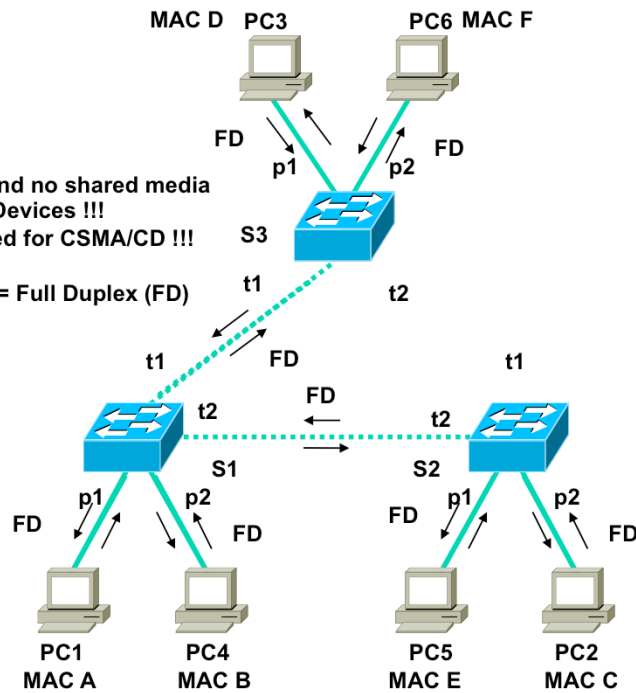 MAC D PC3 PC6 MAC F
FD FD
p1 p2
nd no shared media
Devices !!!
ed for CSMA/CD !!!
S3
= Full Duplex (FD)
t1 t2
FD
t1 t1
FD
t2 t2
S1 S2
p1 p2 p1 p2
FD FD FD FD
PC1 PC4 PC5 PC2
MAC A MAC B MAC E MAC C